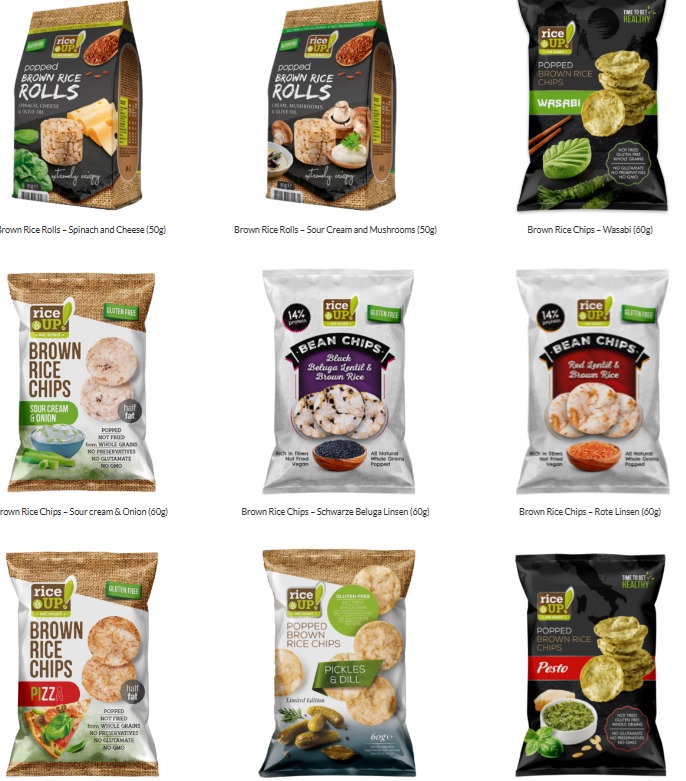 rice
UP!
popped
BROWN RICE
ROLLS
SPINACH, CHEESE
& OLIVE OIL
extremely crispy
rice
UP!
popped
BROWN RICE
ROLLS
CREAM, MUSHROOMS
& OLIVE OIL
extremely crispy
TIME TO GET
HEALTHY
rice
UP!
POPPED
BROWN RICE
CHIPS
WASABI
NOT FRIED
GLUTEN FREE
WHOLE GRAINS
NO GLUTAMATE
NO GMO
Brown Rice Rolls – Spinach and Cheese (50g)
Brown Rice Rolls – Sour Cream and Mushrooms (50g)
Brown Rice Chips – Wasabi (60g)
rice
UP!
GLUTEN FREE
BROWN
RICE
CHIPS
SOUR CREAM
& ONION
half
fat
POPPED
NOT FRIED
from WHOLE GRAINS
NO PRESERVATIVES
NO GLUTAMATE
NO GMO
14%
protein
rice
UP!
GLUTEN FREE
BEAN CHIPS
Black
Beluga Lentil &
Brown Rice
Rich in fibers
Not Fried
Vegan
All Natural
Whole Grains
Popped
14%
protein
rice
UP!
GLUTEN FREE
BEAN CHIPS
Red Lentil &
Brown Rice
Rich in fibers
Not Fried
Vegan
All Natural
Whole Grains
Popped
rown Rice Chips – Sour cream & Onion (60g)
Brown Rice Chips – Schwarze Beluga Linsen (60g)
Brown Rice Chips – Rote Linsen (60g)
rice
UP!
GLUTEN FREE
BROWN
RICE
CHIPS
PIZZA
half
fat
POPPED
NOT FRIED
from WHOLE GRAINS
NO PRESERVATIVES
NO GLUTAMATE
NO GMO
rice
UP!
GLUTEN FREE
POPPED
BROWN RICE
CHIPS
PICKLES
& DILL
Limited Edition
60g
TIME TO GET
HEALTHY
rice
UP!
POPPED
BROWN RICE
CHIPS
Pesto
NOT FRIED
GLUTEN FREE
WHOLE GRAINS
NO GLUTAMATE
NO GMO